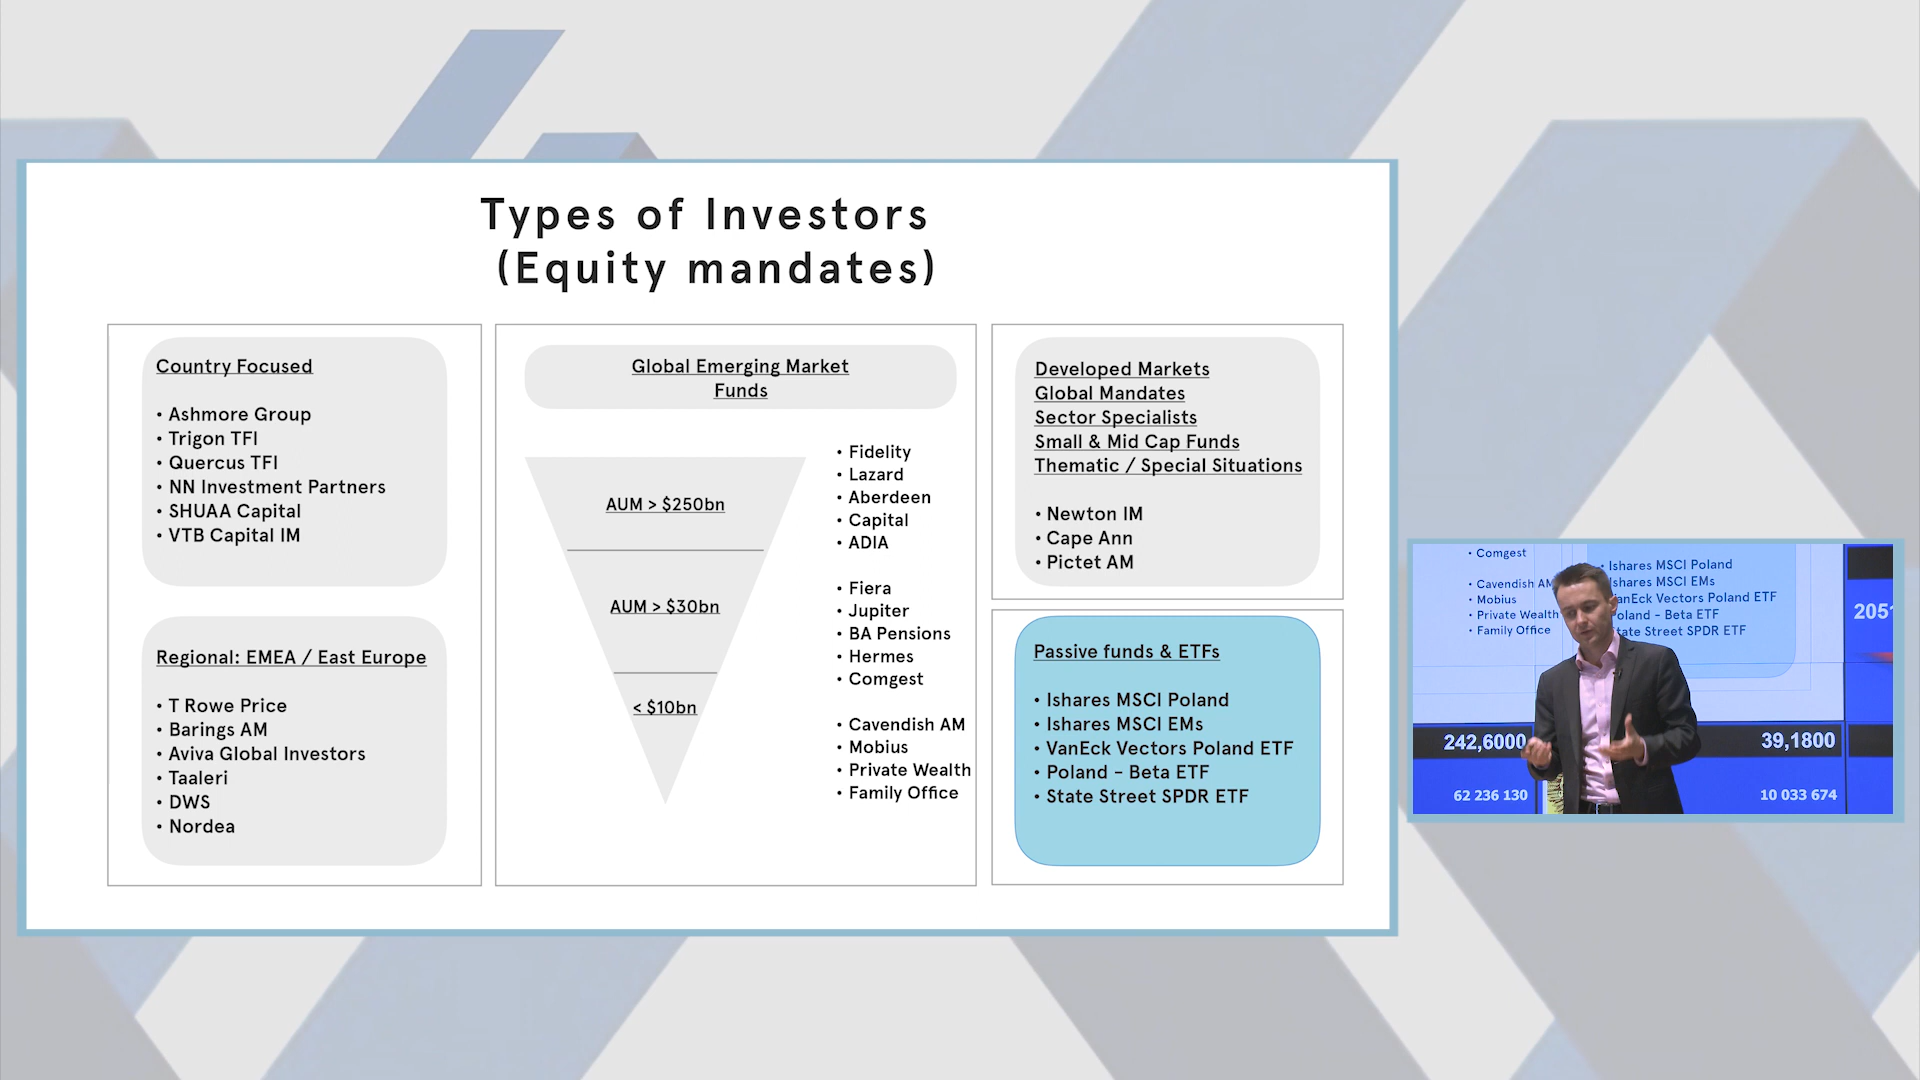 Types of Investors
(Equity mandates)
Country Focused
• Ashmore Group
• Trigon TFI
• Quercus TFI
• NN Investment Partners
• SHUAA Capital
• VTB Capital IM
Regional: EMEA / East Europe
• T Rowe Price
• Barings AM
• Aviva Global Investors
• Taaleri
• DWS
• Nordea
Global Emerging Market
Funds
AUM > $250bn
AUM > $30bn
< $10bn
• Fidelity
• Lazard
• Aberdeen
• Capital
• ADIA
• Fiera
• Jupiter
• BA Pensions
• Hermes
• Comgest
• Cavendish AM
• Mobius
• Private Wealth
• Family Office
Developed Markets
Global Mandates
Sector Specialists
Small & Mid Cap Funds
Thematic / Special Situations
• Newton IM
• Cape Ann
• Pictet AM
Passive funds & ETFs
• Ishares MSCI Poland
• Ishares MSCI EMs
• VanEck Vectors Poland ETF
• Poland - Beta ETF
• State Street SPDR ETF
• Comgest
• Cavendish AM
• Mobius
• Private Wealth
• Family Office
• Ishares MSCI Poland
Ishares MSCI EMs
VanEck Vectors Poland ETF
Poland - Beta ETF
State Street SPDR ETF
205
242,6000
39,1800
62 236 130
10 033 674